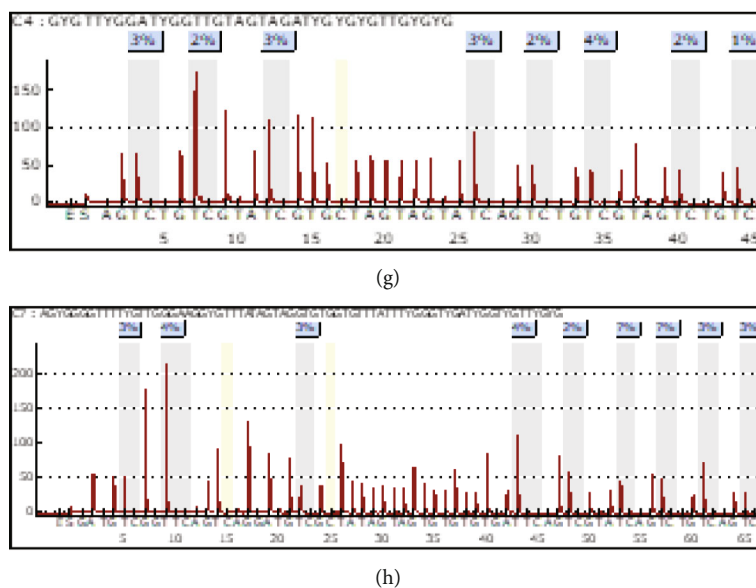 C4 : GYGTTYGGATYGGTTGTAGTAGATYGYGYGTTGYGYG
3% 2% 3% 3% 2% 4% 2% 1%
150
100
50
0
E S AGTCTGTCGTATCGTGCTAGTAGTATCAGTCTGTCGTAGTCTGTC
5 10 15 20 25 30 35 40 45
(g)
3% 4% 3% 4% 2% 7% 7% 3% 3%
200
150
100
50
0
5 10 15 20 25 30 35 40 45 50 55 60 65
(h)